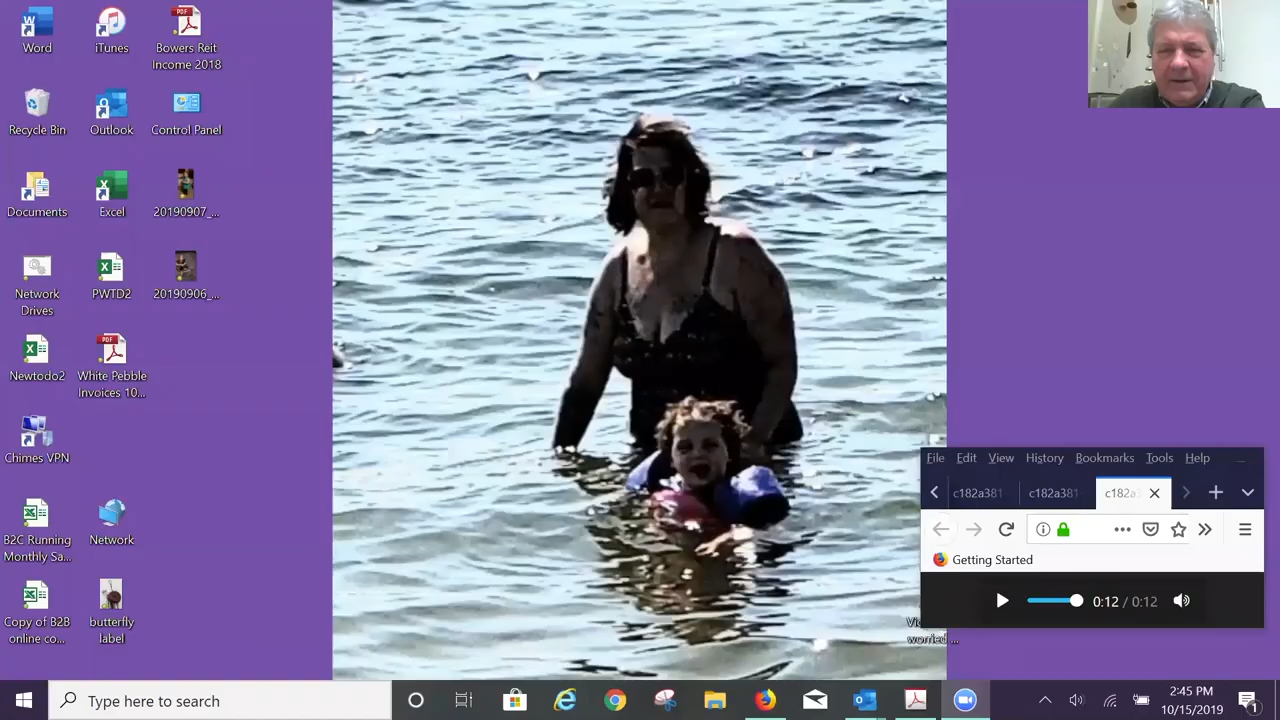 Word
iTunes
Bowers Reit
Income 2018
Recycle Bin
Outlook
Control Panel
Documents
Excel
20190907_...
Network
Drives
PWTD2
20190906_...
Newtodo2
White Pebble
Invoices 10...
Chimes VPN
B2C Running
Monthly Sa...
Network
Copy of B2B
online co...
butterfly
label
File Edit View History Bookmarks Tools Help
c182a381 c182a381 c182a
Getting Started
0:12 / 0:12
worried ...
Type here to search
2:45 PM
10/15/2019
1